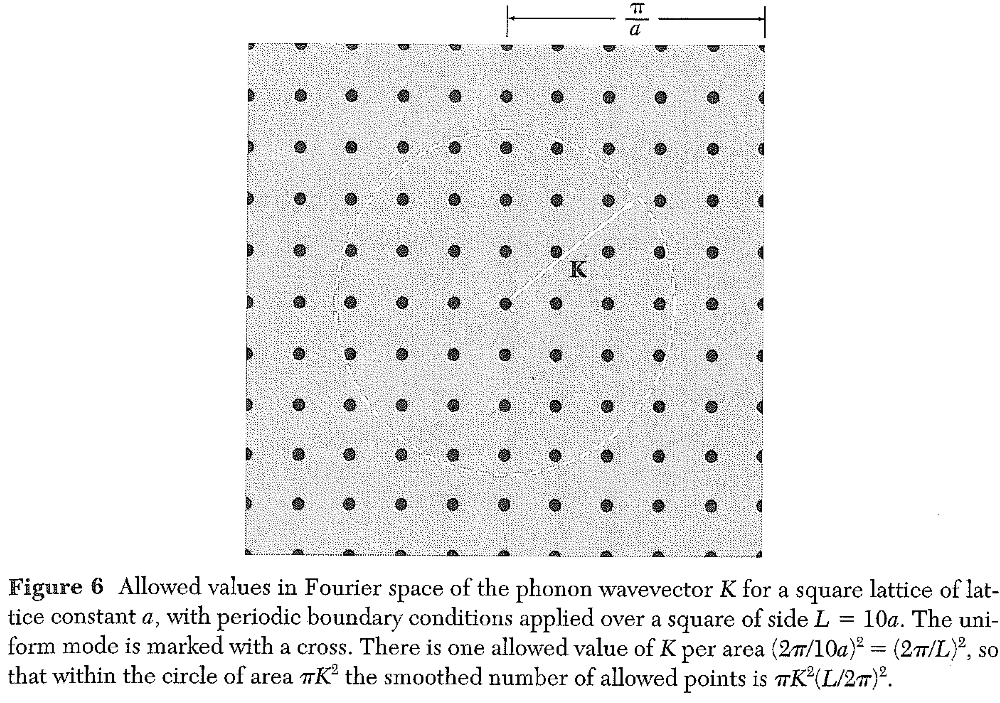 π
a
K
Figure 6 Allowed values in Fourier space of the phonon wavevector K for a square lattice of lat-
tice constant a, with periodic boundary conditions applied over a square of side L = 10a. The uni-
form mode is marked with a cross. There is one allowed value of K per area (2π/10a)² = (2π/L)², so
that within the circle of area πK² the smoothed number of allowed points is πK²(L/2π)².